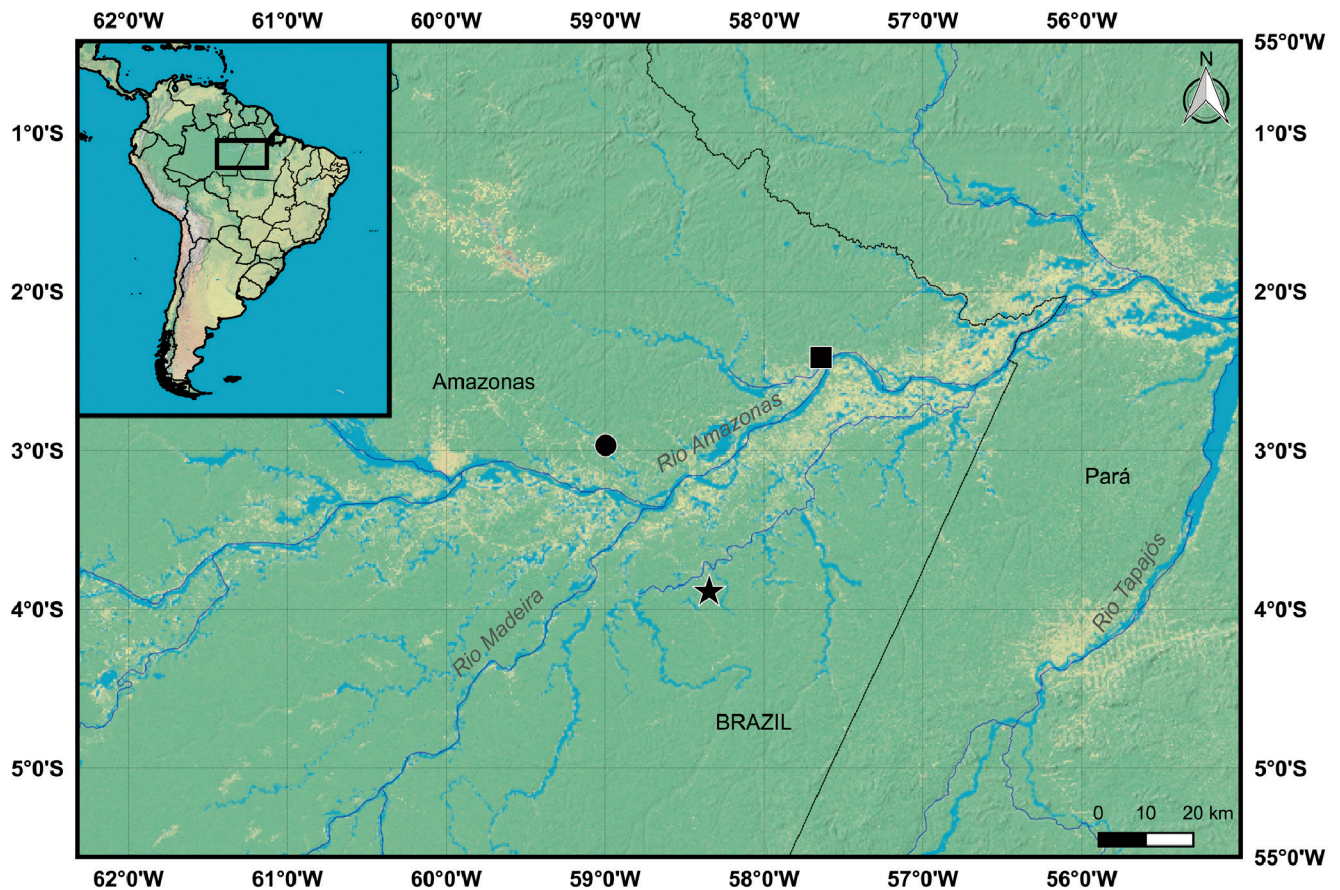 62°0'W 61°0'W 60°0'W 59°0'W 58°0'W 57°0'W 56°0'W
55°0'W
N
1°0'S 1°0'S
2°0'S 2°0'S
Amazonas
Rio Amazonas
3°0'S 3°0'S
Pará
Rio Tapajós
4°0'S 4°0'S
Rio Madeira
BRAZIL
5°0'S 5°0'S
0 10 20 km
55°0'W
62°0'W 61°0'W 60°0'W 59°0'W 58°0'W 57°0'W 56°0'W